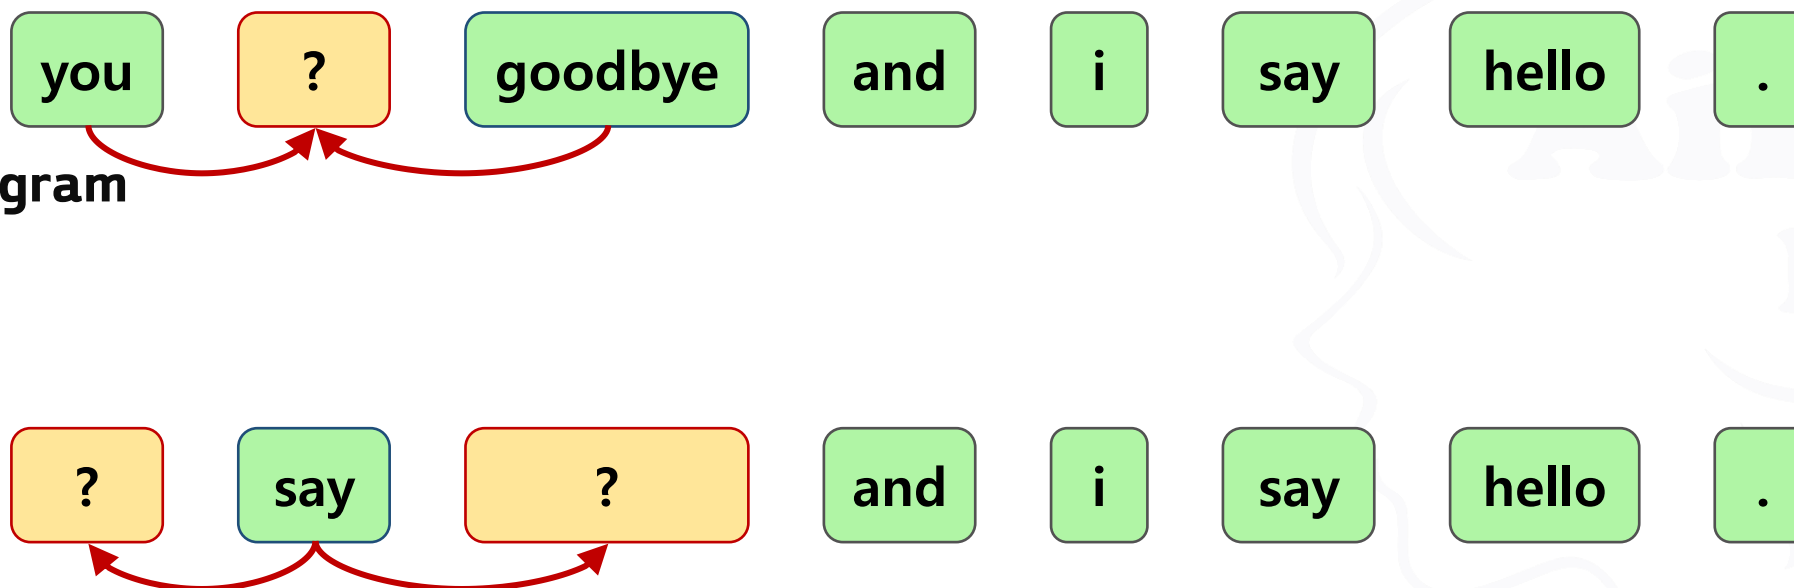 you ? goodbye and i say hello .
gram
? say ? and i say hello .